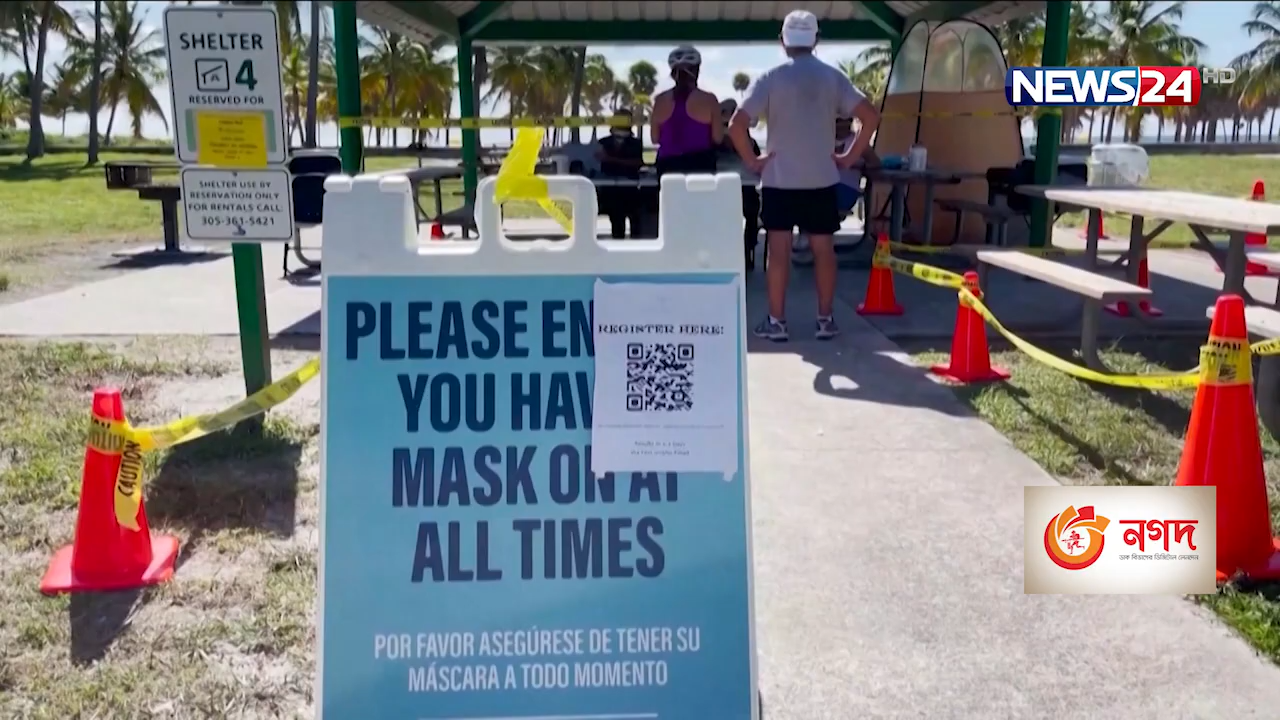 SHELTER
4
RESERVED FOR
SHELTER USE BY
RESERVATION ONLY
FOR RENTALS CALL:
305-361-5421
NEWS24 HD
PLEASE EN
YOU HAV
MASK ON AT
ALL TIMES
POR FAVOR ASEGÚRESE DE TENER SU
MÁSCARA A TODO MOMENTO
REGISTER HERE!
CAUTION
নগদ
ডাক বিভাগের ডিজিটাল লেনদেন